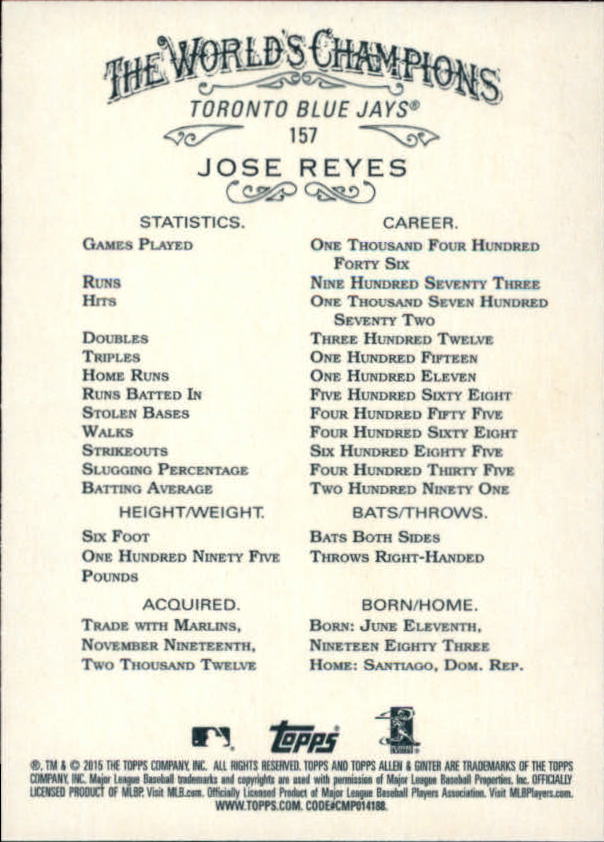 THE WORLD'S CHAMPIONS
TORONTO BLUE JAYS®
157
JOSE REYES
STATISTICS. CAREER.
GAMES PLAYED ONE THOUSAND FOUR HUNDRED
FORTY SIX
RUNS NINE HUNDRED SEVENTY THREE
HITS ONE THOUSAND SEVEN HUNDRED
SEVENTY TWO
DOUBLES THREE HUNDRED TWELVE
TRIPLES ONE HUNDRED FIFTEEN
HOME RUNS ONE HUNDRED ELEVEN
RUNS BATTED IN FIVE HUNDRED SIXTY EIGHT
STOLEN BASES FOUR HUNDRED FIFTY FIVE
WALKS FOUR HUNDRED SIXTY EIGHT
STRIKEOUTS SIX HUNDRED EIGHTY FIVE
SLUGGING PERCENTAGE FOUR HUNDRED THIRTY FIVE
BATTING AVERAGE TWO HUNDRED NINETY ONE
HEIGHT/WEIGHT. BATS/THROWS.
SIX FOOT BATS BOTH SIDES
ONE HUNDRED NINETY FIVE THROWS RIGHT-HANDED
POUNDS
ACQUIRED. BORN/HOME.
TRADE WITH MARLINS, BORN: JUNE ELEVENTH,
NOVEMBER NINETEENTH, NINETEEN EIGHTY THREE
TWO THOUSAND TWELVE HOME: SANTIAGO, DOM. REP.
Topps
®, TM & © 2015 THE TOPPS COMPANY, INC. ALL RIGHTS RESERVED. TOPPS AND TOPPS ALLEN & GINTER ARE TRADEMARKS OF THE TOPPS
COMPANY, INC. Major League Baseball trademarks and copyrights are used with permission of Major League Baseball Properties, Inc. OFFICIALLY
LICENSED PRODUCT OF MLBP. Visit MLB.com. Officially Licensed Product of Major League Baseball Players Association. Visit MLBPlayers.com.
WWW.TOPPS.COM. CODE#CMP014188.